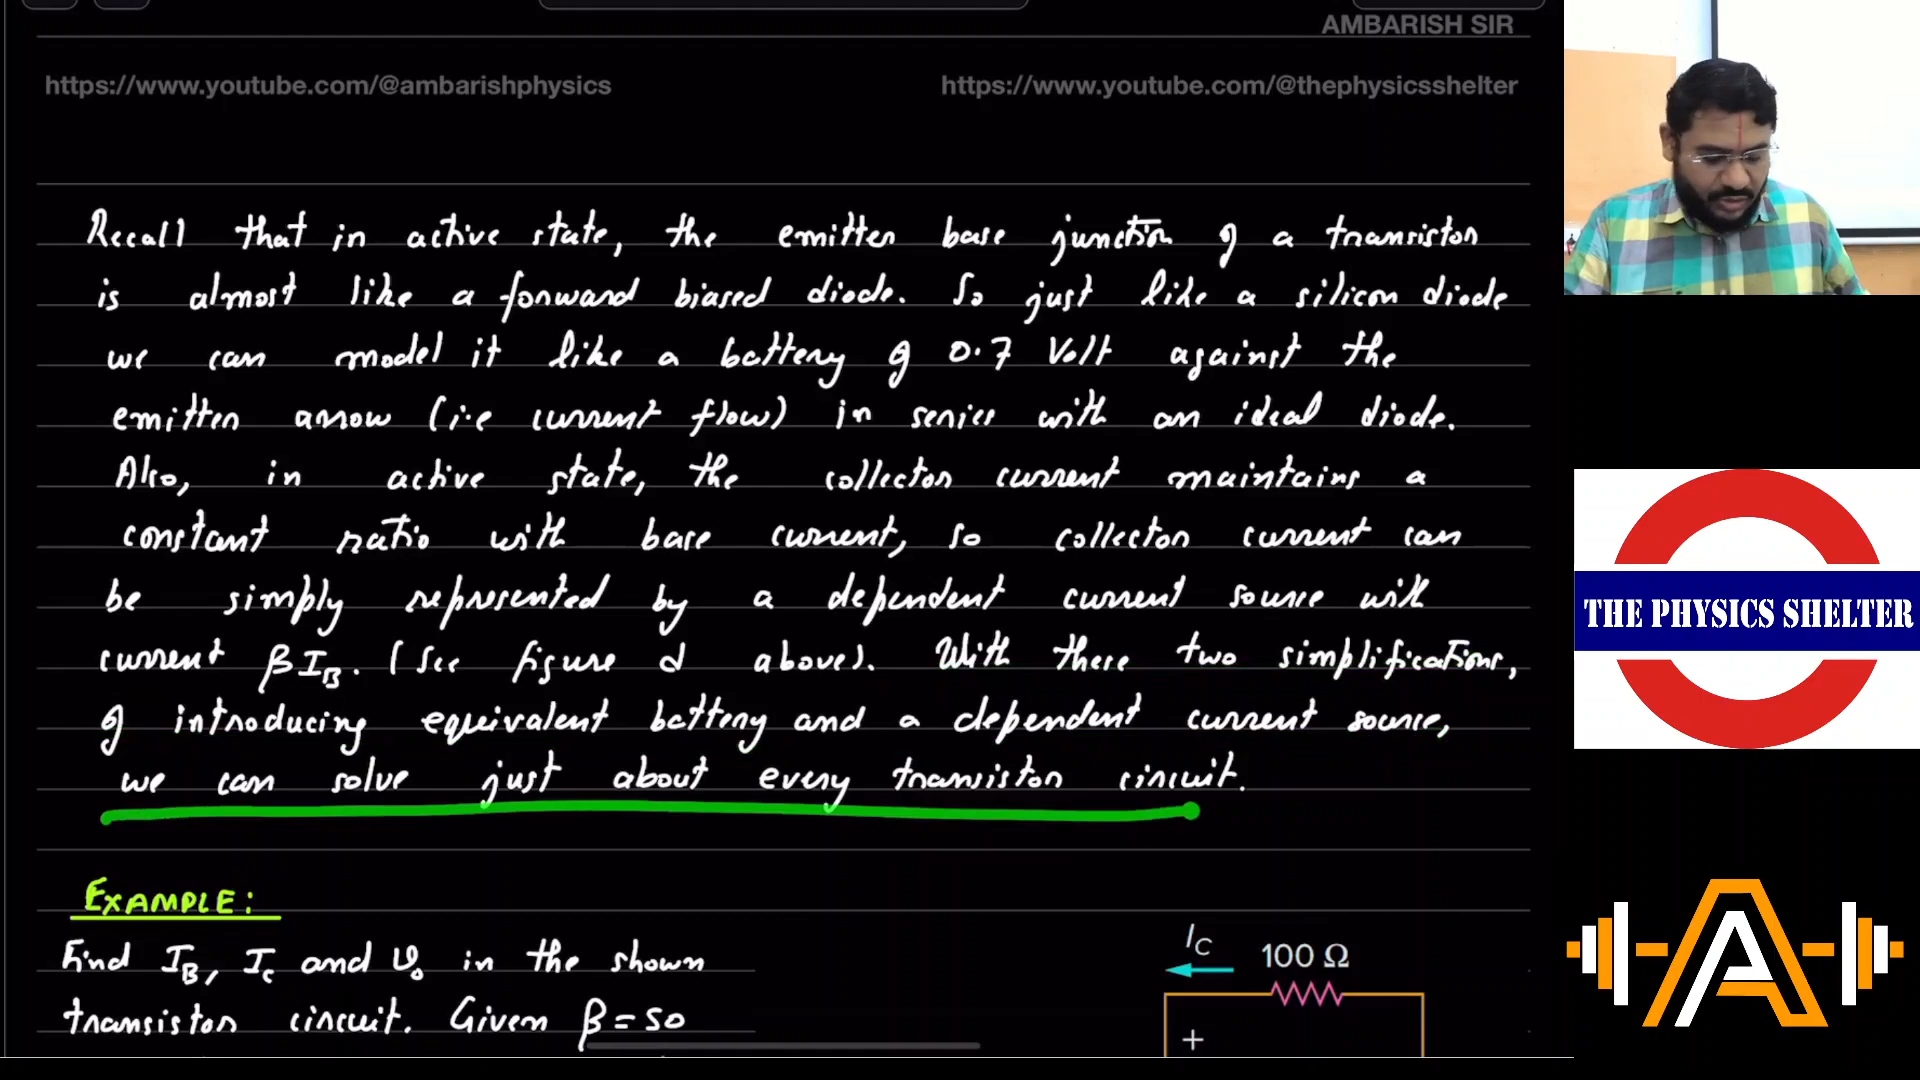 AMBARISH SIR
https://www.youtube.com/@ambarishphysics
https://www.youtube.com/@thephysicsshelter
Recall that in active state, the emitter base junction of a transistor
is almost like a forward biased diode. So just like a silicon diode
we can model it like a battery of 0.7 Volt against the
emitter arrow (i.e current flow) in series with an ideal diode.
Also, in active state, the collector current maintains a
constant ratio with base current, so collector current can
be simply represented by a dependent current source with
current βI_B. (See figure d above). With these two simplifications,
of introducing equivalent battery and a dependent current source,
we can solve just about every transistor circuit.
EXAMPLE:
Find I_B, I_C and v_o in the shown
transistor circuit. Given β = 50
I_C
100 Ω
+
THE PHYSICS SHELTER
A